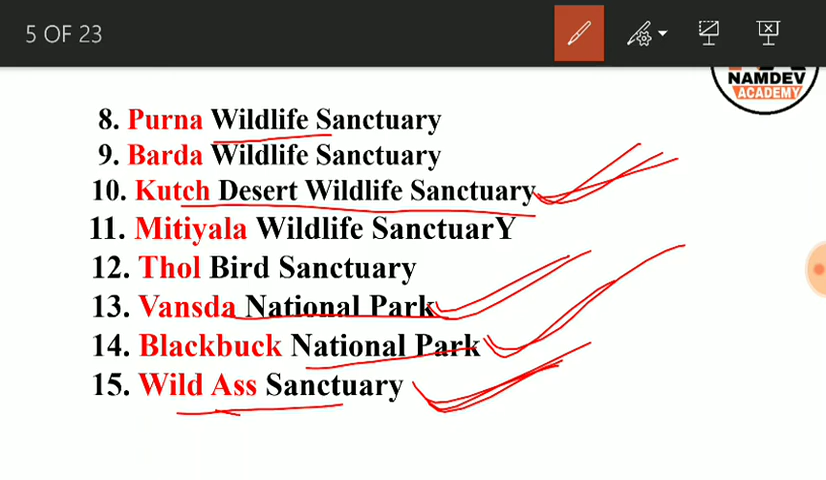 5 OF 23
NAMDEV
ACADEMY
8. Purna Wildlife Sanctuary
9. Barda Wildlife Sanctuary
10. Kutch Desert Wildlife Sanctuary
11. Mitiyala Wildlife SanctuarY
12. Thol Bird Sanctuary
13. Vansda National Park
14. Blackbuck National Park
15. Wild Ass Sanctuary